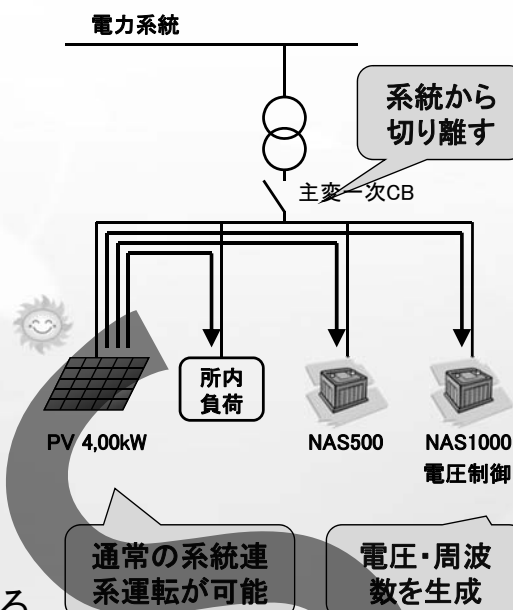 電力系統
系統から
切り離す
主変一次CB
所内
負荷
PV 4,00kW
NAS500
NAS1000
電圧制御
通常の系統連
系運転が可能
電圧・周波
数を生成
る